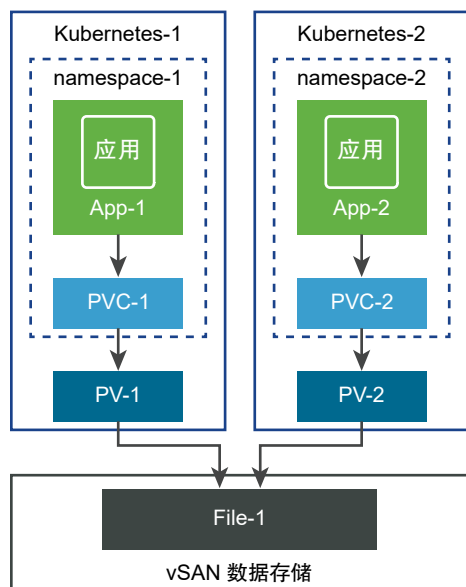 Kubernetes-1
namespace-1
应用
App-1
PVC-1
PV-1
Kubernetes-2
namespace-2
应用
App-2
PVC-2
PV-2
File-1
vSAN 数据存储